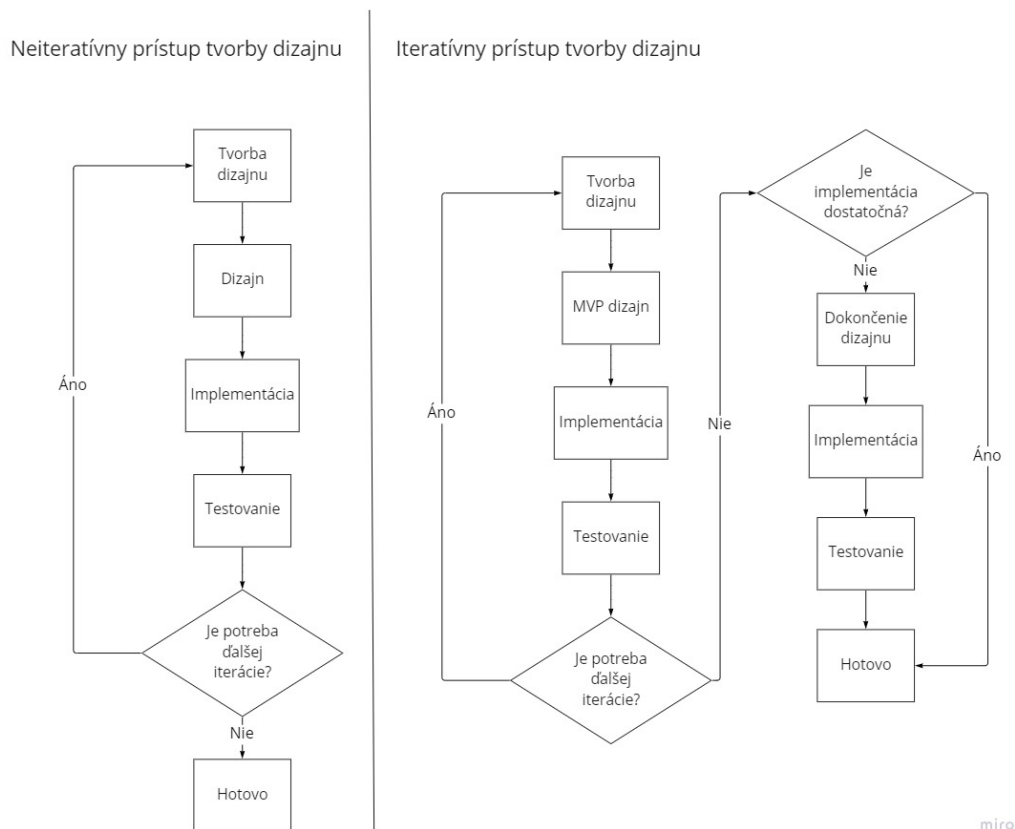 Neiteratívny prístup tvorby dizajnu
Tvorba
dizajnu
Dizajn
Implementácia
Testovanie
Je potreba
ďalšej
iterácie?
Áno
Nie
Hotovo
Iteratívny prístup tvorby dizajnu
Tvorba
dizajnu
MVP dizajn
Implementácia
Testovanie
Je potreba
ďalšej
iterácie?
Áno
Nie
Je
implementácia
dostatočná?
Nie
Dokončenie
dizajnu
Implementácia
Testovanie
Áno
Hotovo
miro